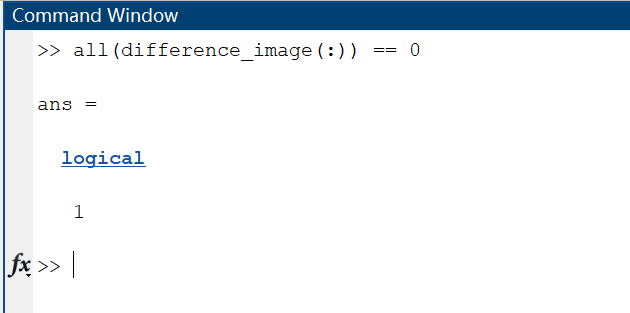 Command Window
>> all(difference_image(:)) == 0
ans =
logical
1
fx >>